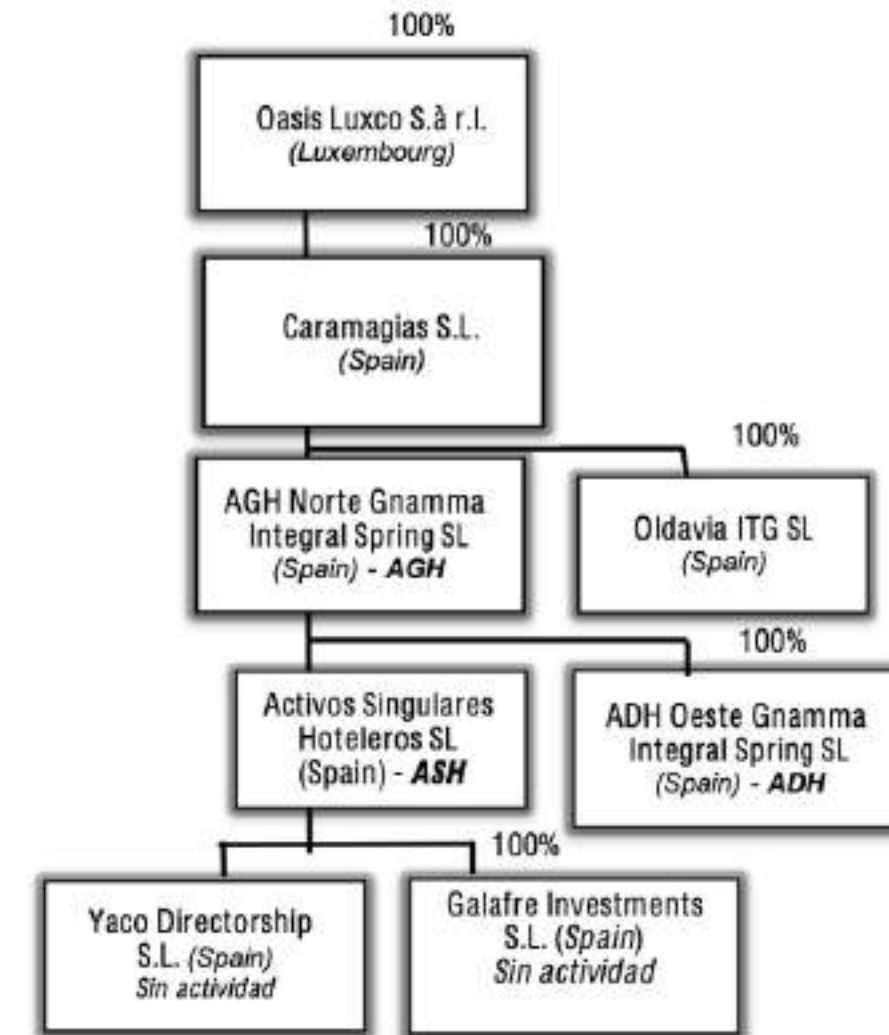 100%
Oasis Luxco S.à r.l.
(Luxembourg)
100%
Caramagias S.L.
(Spain)
100%
AGH Norte Gnamma
Integral Spring SL
(Spain) - AGH
Oldavia ITG SL
(Spain)
100%
Activos Singulares
Hoteleros SL
(Spain) - ASH
ADH Oeste Gnamma
Integral Spring SL
(Spain) - ADH
100%
Yaco Directorship
S.L. (Spain)
Sin actividad
Galafre Investments
S.L. (Spain)
Sin actividad